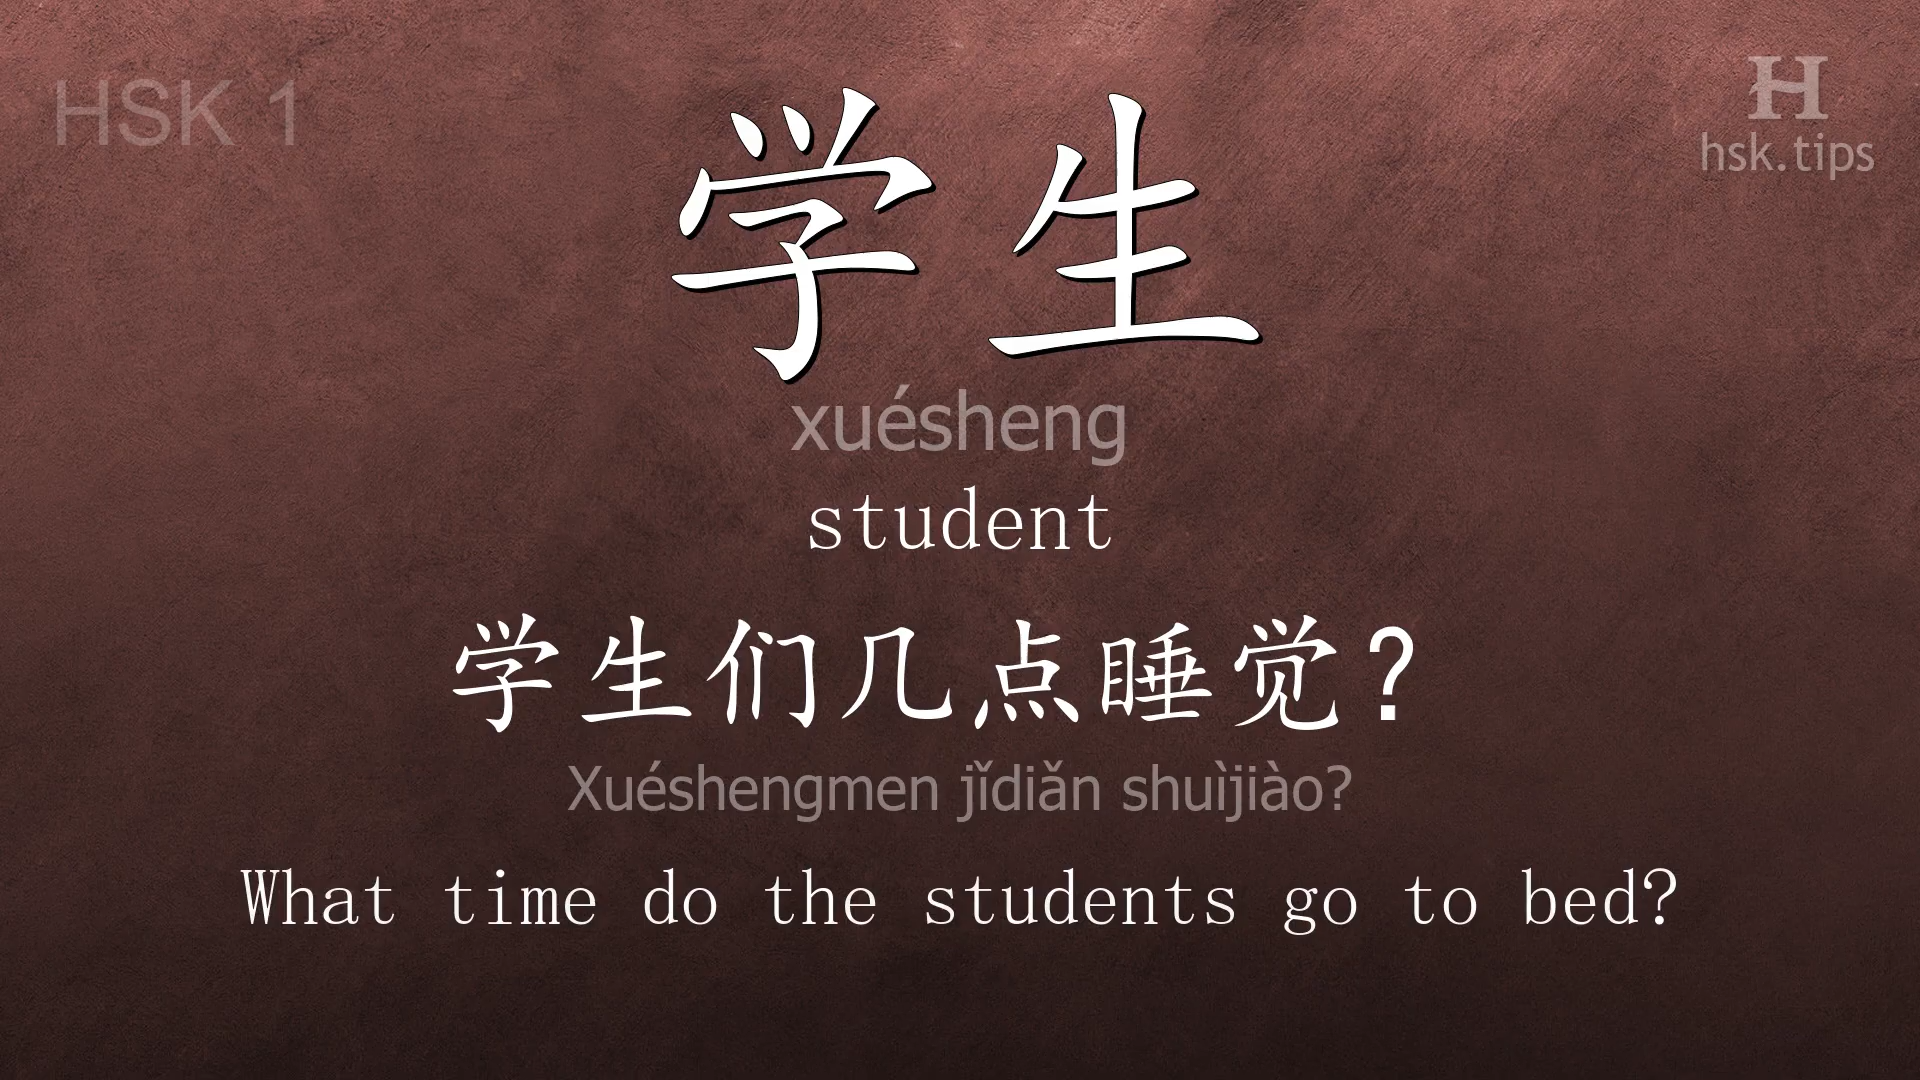 HSK 1
H
hsk.tips
学生
xuésheng
student
学生们几点睡觉？
Xuéshengmen jǐdiǎn shuìjiào?
What time do the students go to bed?